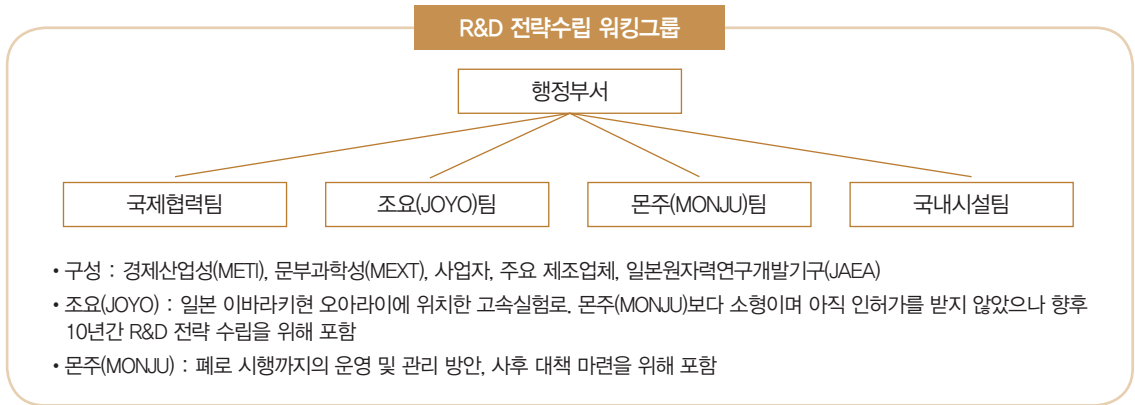 R&D 전략수립 워킹그룹
행정부서
국제협력팀
조요(JOYO)팀
몬주(MONJU)팀
국내시설팀
• 구성 : 경제산업성(METI), 문부과학성(MEXT), 사업자, 주요 제조업체, 일본원자력연구개발기구(JAEA)
• 조요(JOYO) : 일본 이바라키현 오아라이에 위치한 고속실험로, 몬주(MONJU)보다 소형이며 아직 인허가를 받지 않았으나 향후
10년간 R&D 전략 수립을 위해 포함
• 몬주(MONJU) : 폐로 시행까지의 운영 및 관리 방안, 사후 대책 마련을 위해 포함